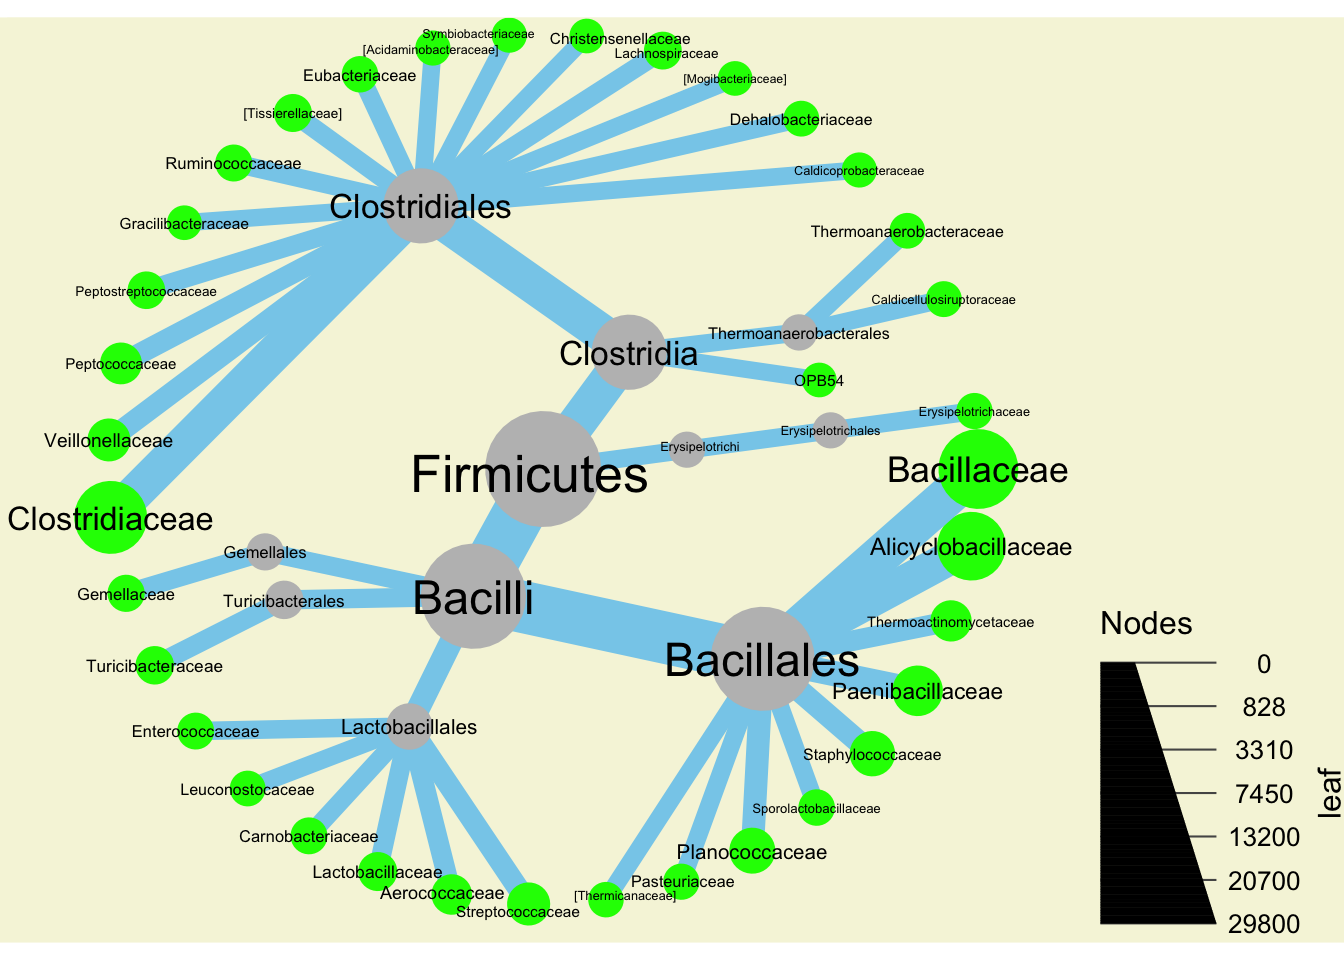 Symbiobacteriaceae
Christensenellaceae
[Acidaminobacteraceae]
Lachnospiraceae
Eubacteriaceae
[Mogibacteriaceae]
[Tissierellaceae]
Dehalobacteriaceae
Ruminococcaceae
Caldicoprobacteraceae
Clostridiales
Gracilibacteraceae
Thermoanaerobacteraceae
Peptostreptococcaceae
Caldicellulosiruptoraceae
Thermoanaerobacterales
Clostridia
Peptococcaceae
OPB54
Erysipelotrichaceae
Erysipelotrichales
Veillonellaceae
Erysipelotrichi
Firmicutes
Bacillaceae
Clostridiaceae
Alicyclobacillaceae
Gemellales
Gemellaceae
Bacilli
Turicibacterales
Thermoactinomycetaceae
Turicibacteraceae
Bacillales
Paenibacillaceae
Enterococcaceae
Lactobacillales
Staphylococcaceae
Leuconostocaceae
Sporolactobacillaceae
Carnobacteriaceae
Planococcaceae
Lactobacillaceae
Pasteuriaceae
Aerococcaceae
[Thermicanaceae]
Streptococcaceae
Nodes
0
828
3310
7450
13200
20700
29800
leaf